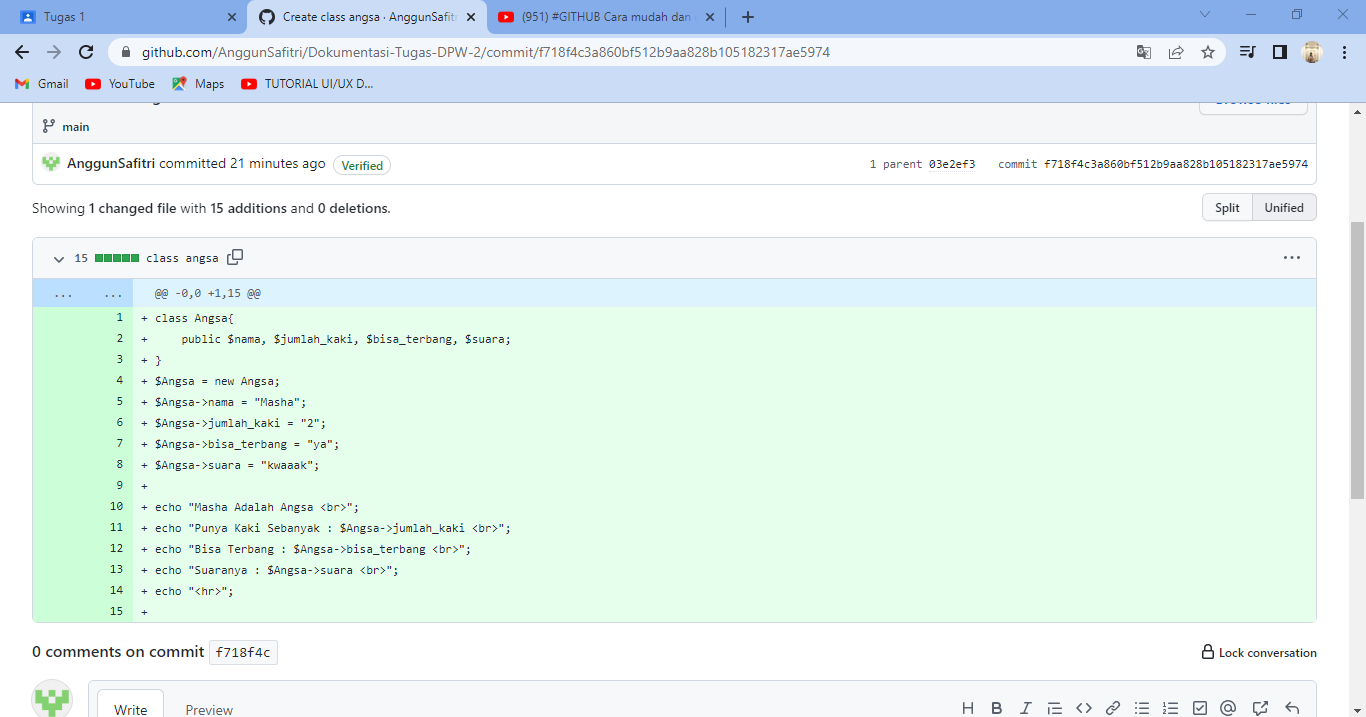 Tugas 1
Create class angsa · AnggunSafitri
(951) #GITHUB Cara mudah dan
github.com/AnggunSafitri/Dokumentasi-Tugas-DPW-2/commit/f718f4c3a860bf512b9aa828b105182317ae5974
Gmail YouTube Maps TUTORIAL UI/UX D...
main
AnggunSafitri committed 21 minutes ago Verified 1 parent 03e2ef3 commit f718f4c3a860bf512b9aa828b105182317ae5974
Showing 1 changed file with 15 additions and 0 deletions. Split Unified
15 class angsa
... ... @@ -0,0 +1,15 @@
1 + class Angsa{
2 + public $nama, $jumlah_kaki, $bisa_terbang, $suara;
3 + }
4 + $Angsa = new Angsa;
5 + $Angsa->nama = "Masha";
6 + $Angsa->jumlah_kaki = "2";
7 + $Angsa->bisa_terbang = "ya";
8 + $Angsa->suara = "kwaaak";
9 +
10 + echo "Masha Adalah Angsa <br>";
11 + echo "Punya Kaki Sebanyak : $Angsa->jumlah_kaki <br>";
12 + echo "Bisa Terbang : $Angsa->bisa_terbang <br>";
13 + echo "Suaranya : $Angsa->suara <br>";
14 + echo "<hr>";
15 +
0 comments on commit f718f4c Lock conversation
Write Preview